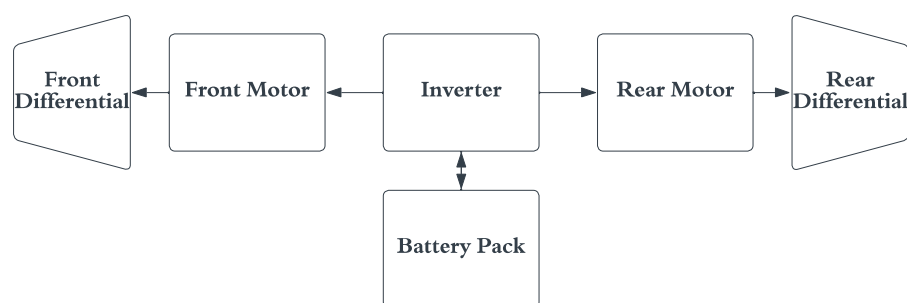 Front
Differential
Front Motor
Inverter
Rear Motor
Rear
Differential
Battery Pack